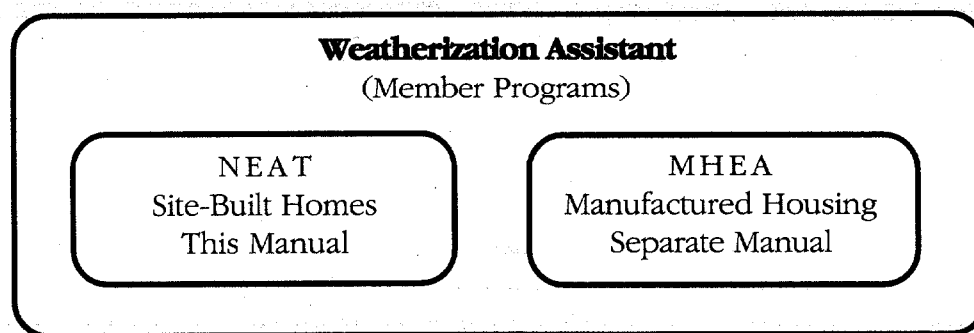 Weatherization Assistant
(Member Programs)
NEAT
Site-Built Homes
This Manual
MHEA
Manufactured Housing
Separate Manual